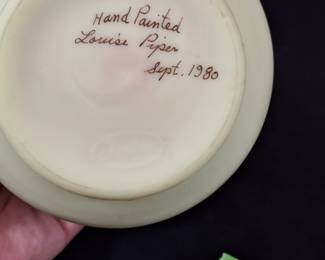 Hand Painted
Louise Piper
Sept. 1980